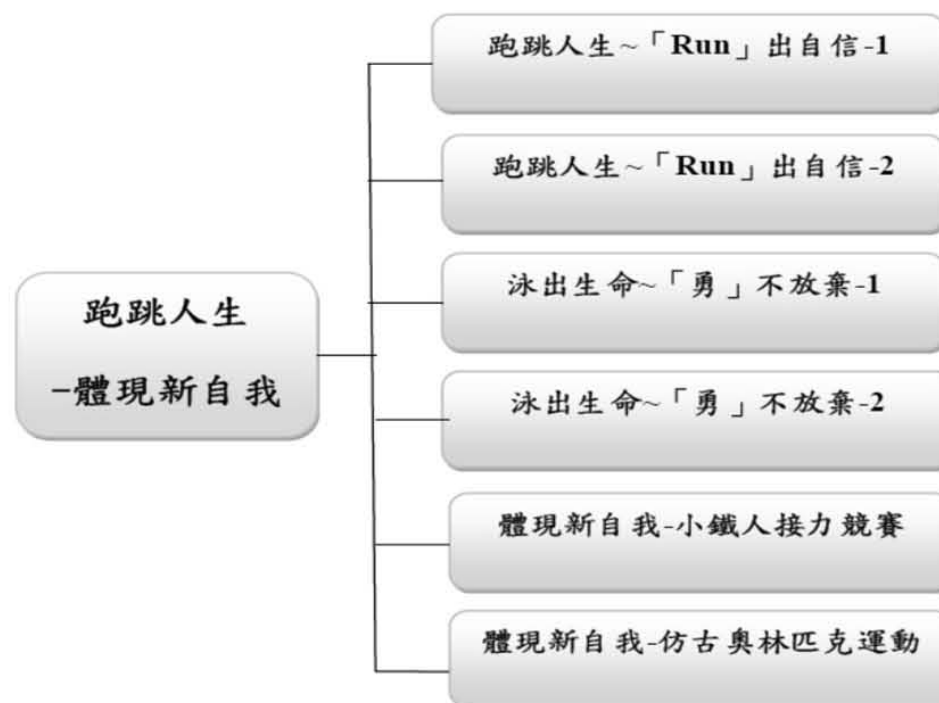 跑跳人生
-體現新自我
跑跳人生~「Run」出自信-1
跑跳人生~「Run」出自信-2
泳出生命~「勇」不放棄-1
泳出生命~「勇」不放棄-2
體現新自我-小鐵人接力競賽
體現新自我-仿古奧林匹克運動